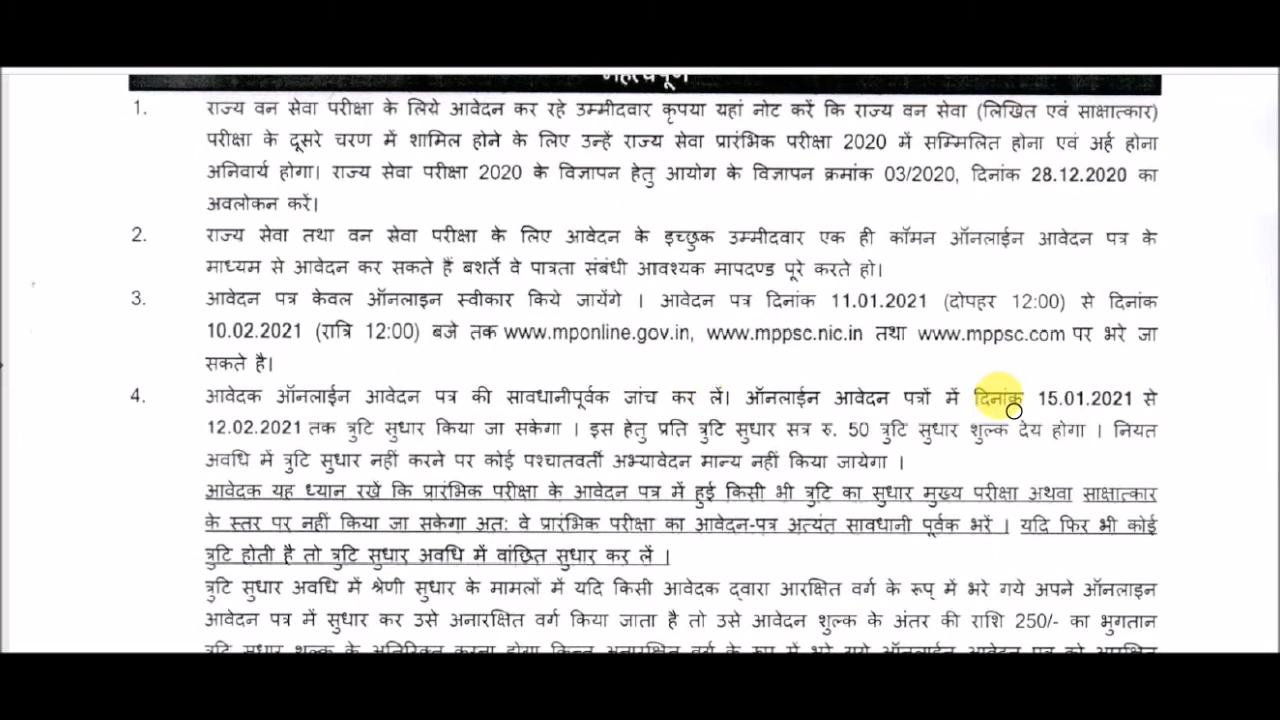 महत्वपूर्ण
1. राज्य वन सेवा परीक्षा के लिये आवेदन कर रहे उम्मीदवार कृपया यहां नोट करें कि राज्य वन सेवा (लिखित एवं साक्षात्कार)
परीक्षा के दूसरे चरण में शामिल होने के लिए उन्हें राज्य सेवा प्रारंभिक परीक्षा 2020 में सम्मिलित होना एवं अर्ह होना
अनिवार्य होगा। राज्य सेवा परीक्षा 2020 के विज्ञापन हेतु आयोग के विज्ञापन क्रमांक 03/2020, दिनांक 28.12.2020 का
अवलोकन करें।
2. राज्य सेवा तथा वन सेवा परीक्षा के लिए आवेदन के इच्छुक उम्मीदवार एक ही कॉमन ऑनलाईन आवेदन पत्र के
माध्यम से आवेदन कर सकते हैं बशर्ते वे पात्रता संबंधी आवश्यक मापदण्ड पूरे करते हो।
3. आवेदन पत्र केवल ऑनलाइन स्वीकार किये जायेंगे । आवेदन पत्र दिनांक 11.01.2021 (दोपहर 12:00) से दिनांक
10.02.2021 (रात्रि 12:00) बजे तक www.mponline.gov.in, www.mppsc.nic.in तथा www.mppsc.com पर भरे जा
सकते है।
4. आवेदक ऑनलाईन आवेदन पत्र की सावधानीपूर्वक जांच कर लें। ऑनलाईन आवेदन पत्रों में दिनांक 15.01.2021 से
12.02.2021 तक त्रुटि सुधार किया जा सकेगा । इस हेतु प्रति त्रुटि सुधार सत्र रु. 50 त्रुटि सुधार शुल्क देय होगा । नियत
अवधि में त्रुटि सुधार नहीं करने पर कोई पश्चातवर्ती अभ्यावेदन मान्य नहीं किया जायेगा ।
आवेदक यह ध्यान रखें कि प्रारंभिक परीक्षा के आवेदन पत्र में हुई किसी भी त्रुटि का सुधार मुख्य परीक्षा अथवा साक्षात्कार
के स्तर पर नहीं किया जा सकेगा अत: वे प्रारंभिक परीक्षा का आवेदन-पत्र अत्यंत सावधानी पूर्वक भरें । यदि फिर भी कोई
त्रुटि होती है तो त्रुटि सुधार अवधि में वांछित सुधार कर लें ।
त्रुटि सुधार अवधि में श्रेणी सुधार के मामलों में यदि किसी आवेदक द्वारा आरक्षित वर्ग के रूप में भरे गये अपने ऑनलाइन
आवेदन पत्र में सुधार कर उसे अनारक्षित वर्ग किया जाता है तो उसे आवेदन शुल्क के अंतर की राशि 250/- का भुगतान